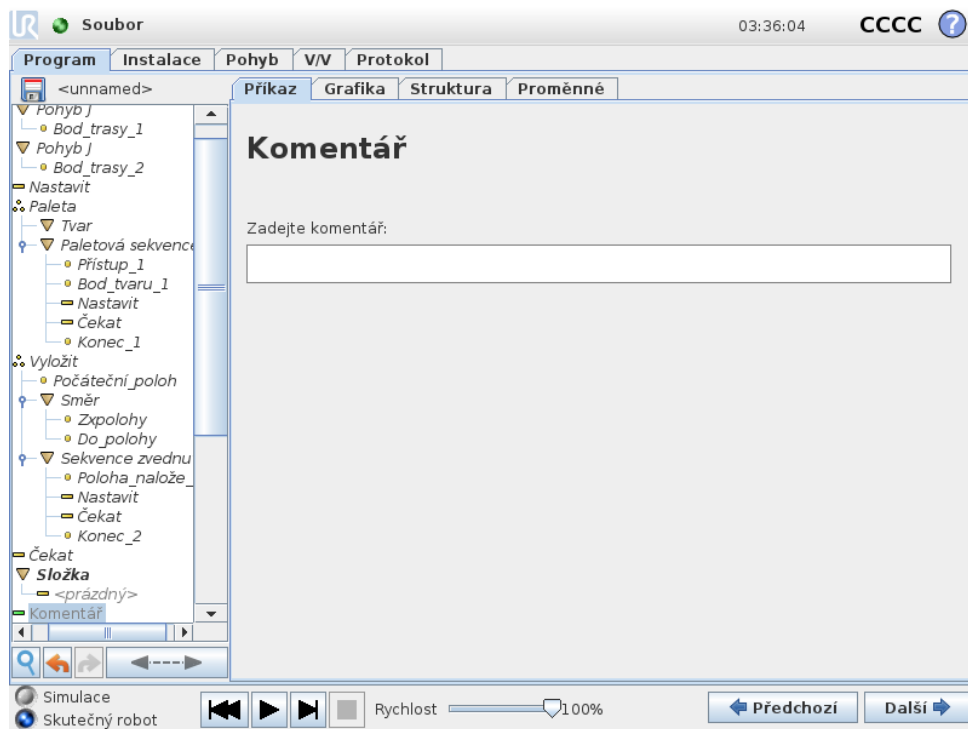 UR Soubor 03:36:04 CCCC ?
Program Instalace Pohyb V/V Protokol
<unnamed>
Příkaz Grafika Struktura Proměnné
Pohyb J
Bod_trasy_1
Pohyb J
Bod_trasy_2
Nastavit
Paleta
Tvar
Paletová sekvence
Přístup_1
Bod_tvaru_1
Nastavit
Čekat
Konec_1
Vyložit
Počáteční_poloh
Směr
Zxpolohy
Do_polohy
Sekvence zvednu
Poloha_nalože_
Nastavit
Čekat
Konec_2
Čekat
Složka
<prázdný>
Komentář
Komentář
Zadejte komentář:
Simulace
Skutečný robot
Rychlost 100%
Předchozí Další